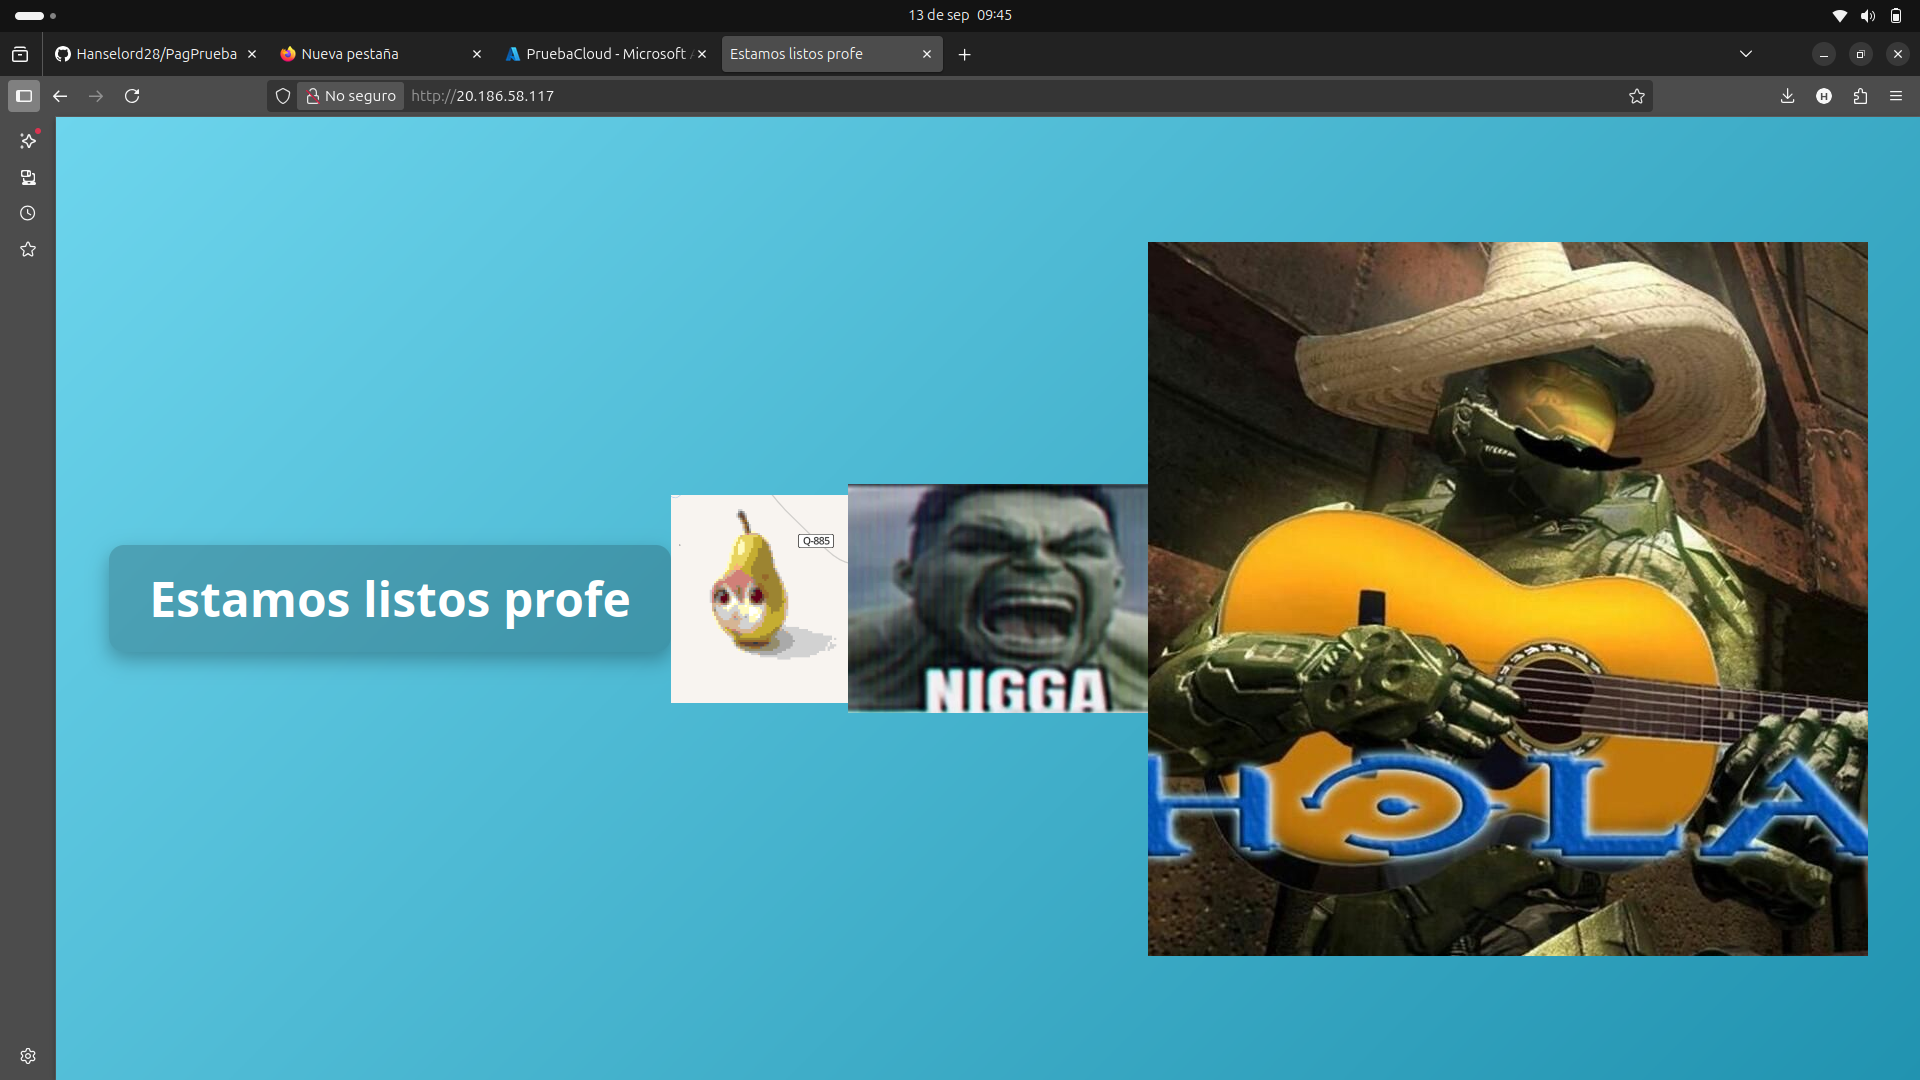 13 de sep 09:45
Hanselord28/PagPrueba
Nueva pestaña
PruebaCloud - Microsoft
Estamos listos profe
No seguro
http://20.186.58.117
H
Q-885
Estamos listos profe
NIGGA
HOLA